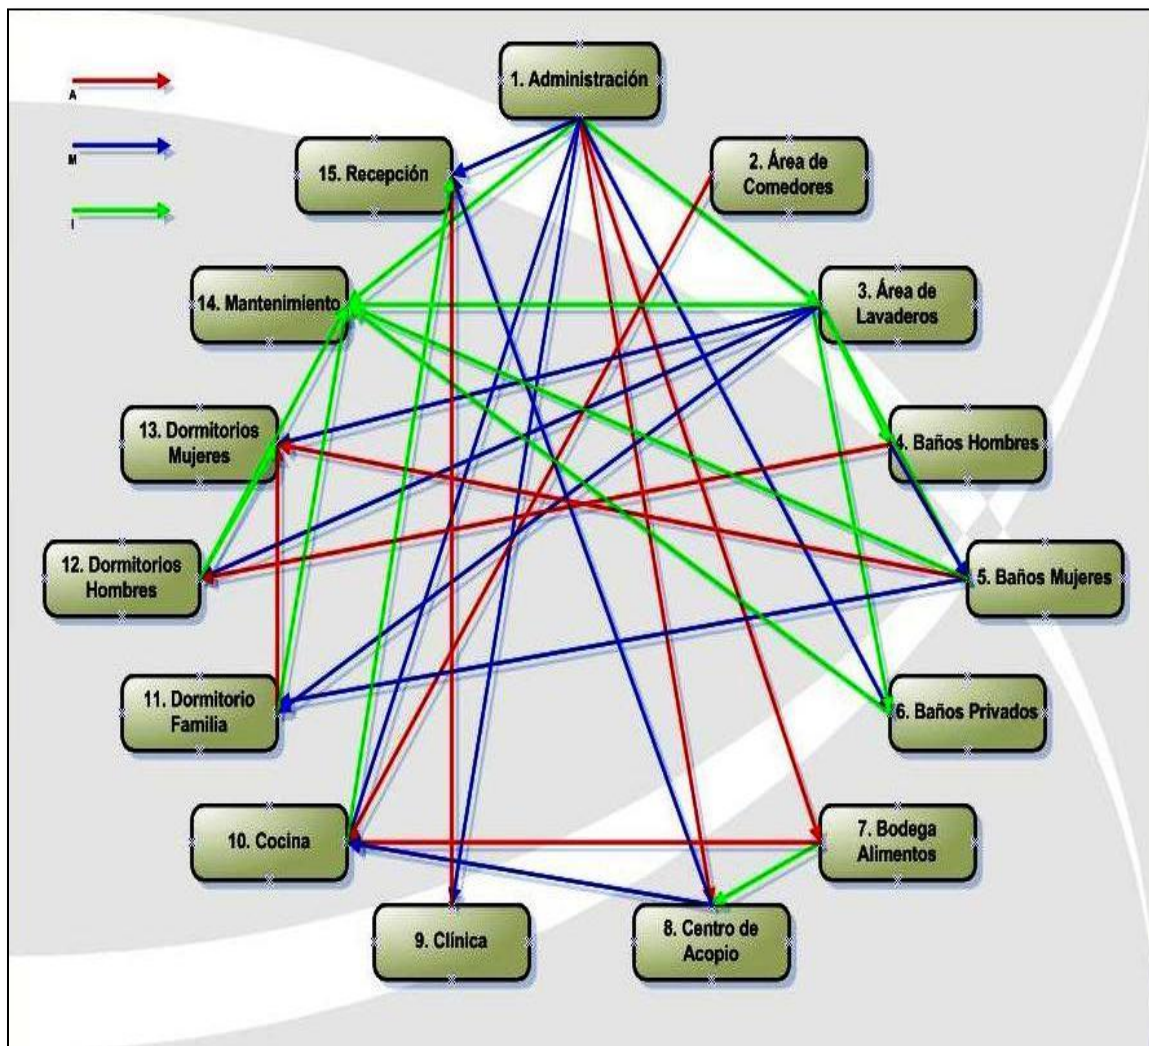 1. Administración
A
M
I
15. Recepción
2. Área de
Comedores
14. Mantenimiento
3. Área de
Lavaderos
13. Dormitorios
Mujeres
4. Baños Hombres
12. Dormitorios
Hombres
5. Baños Mujeres
11. Dormitorio
Familia
6. Baños Privados
10. Cocina
7. Bodega
Alimentos
9. Clínica
8. Centro de
Acopio